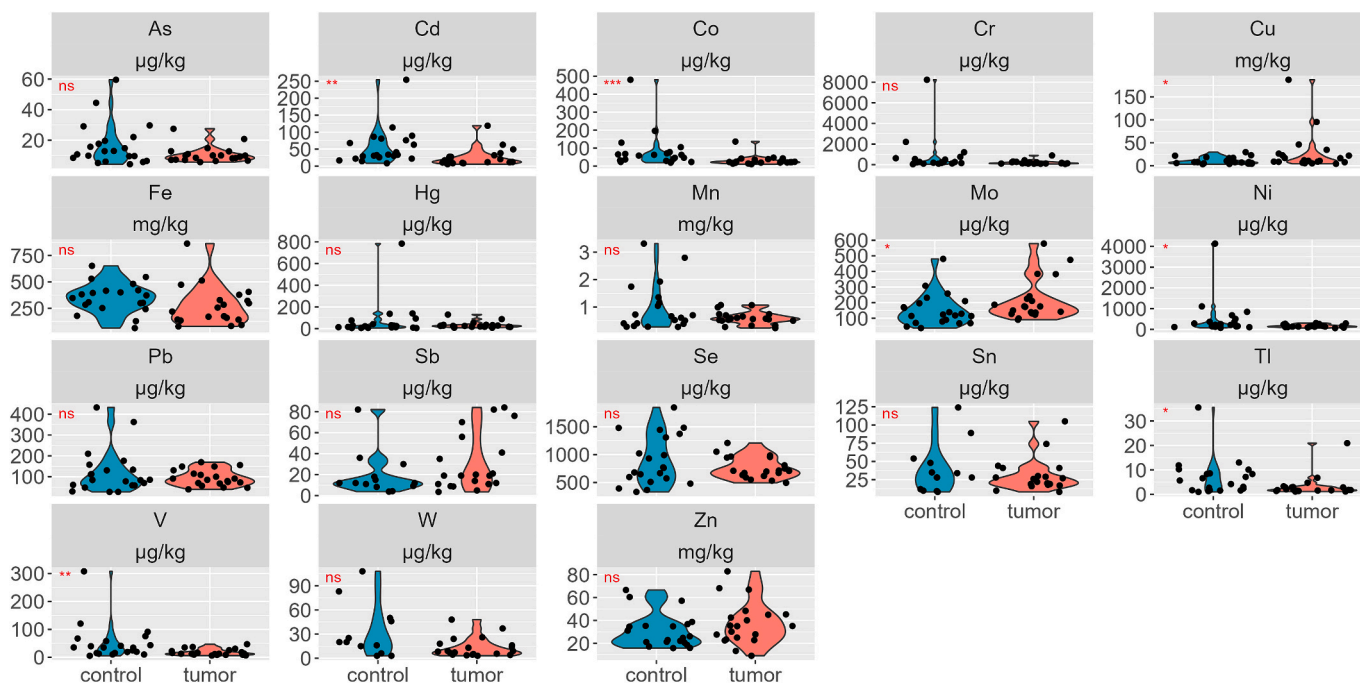 As Cd Co Cr Cu
µg/kg µg/kg µg/kg µg/kg mg/kg
ns ** *** ns *
60 40 20
250 200 150 100 50 0
500 400 300 200 100 0
8000 6000 4000 2000 0
150 100 50 0
Fe Hg Mn Mo Ni
mg/kg µg/kg mg/kg µg/kg µg/kg
ns ns ns * *
750 500 250
800 600 400 200 0
3 2 1
600 500 400 300 200 100
4000 3000 2000 1000 0
Pb Sb Se Sn Tl
µg/kg µg/kg µg/kg µg/kg µg/kg
ns ns ns ns *
400 300 200 100
80 60 40 20 0
1500 1000 500
125 100 75 50 25
30 20 10 0
control tumor control tumor
V W Zn
µg/kg µg/kg mg/kg
** ns ns
300 200 100 0
90 60 30 0
80 60 40 20
control tumor control tumor control tumor